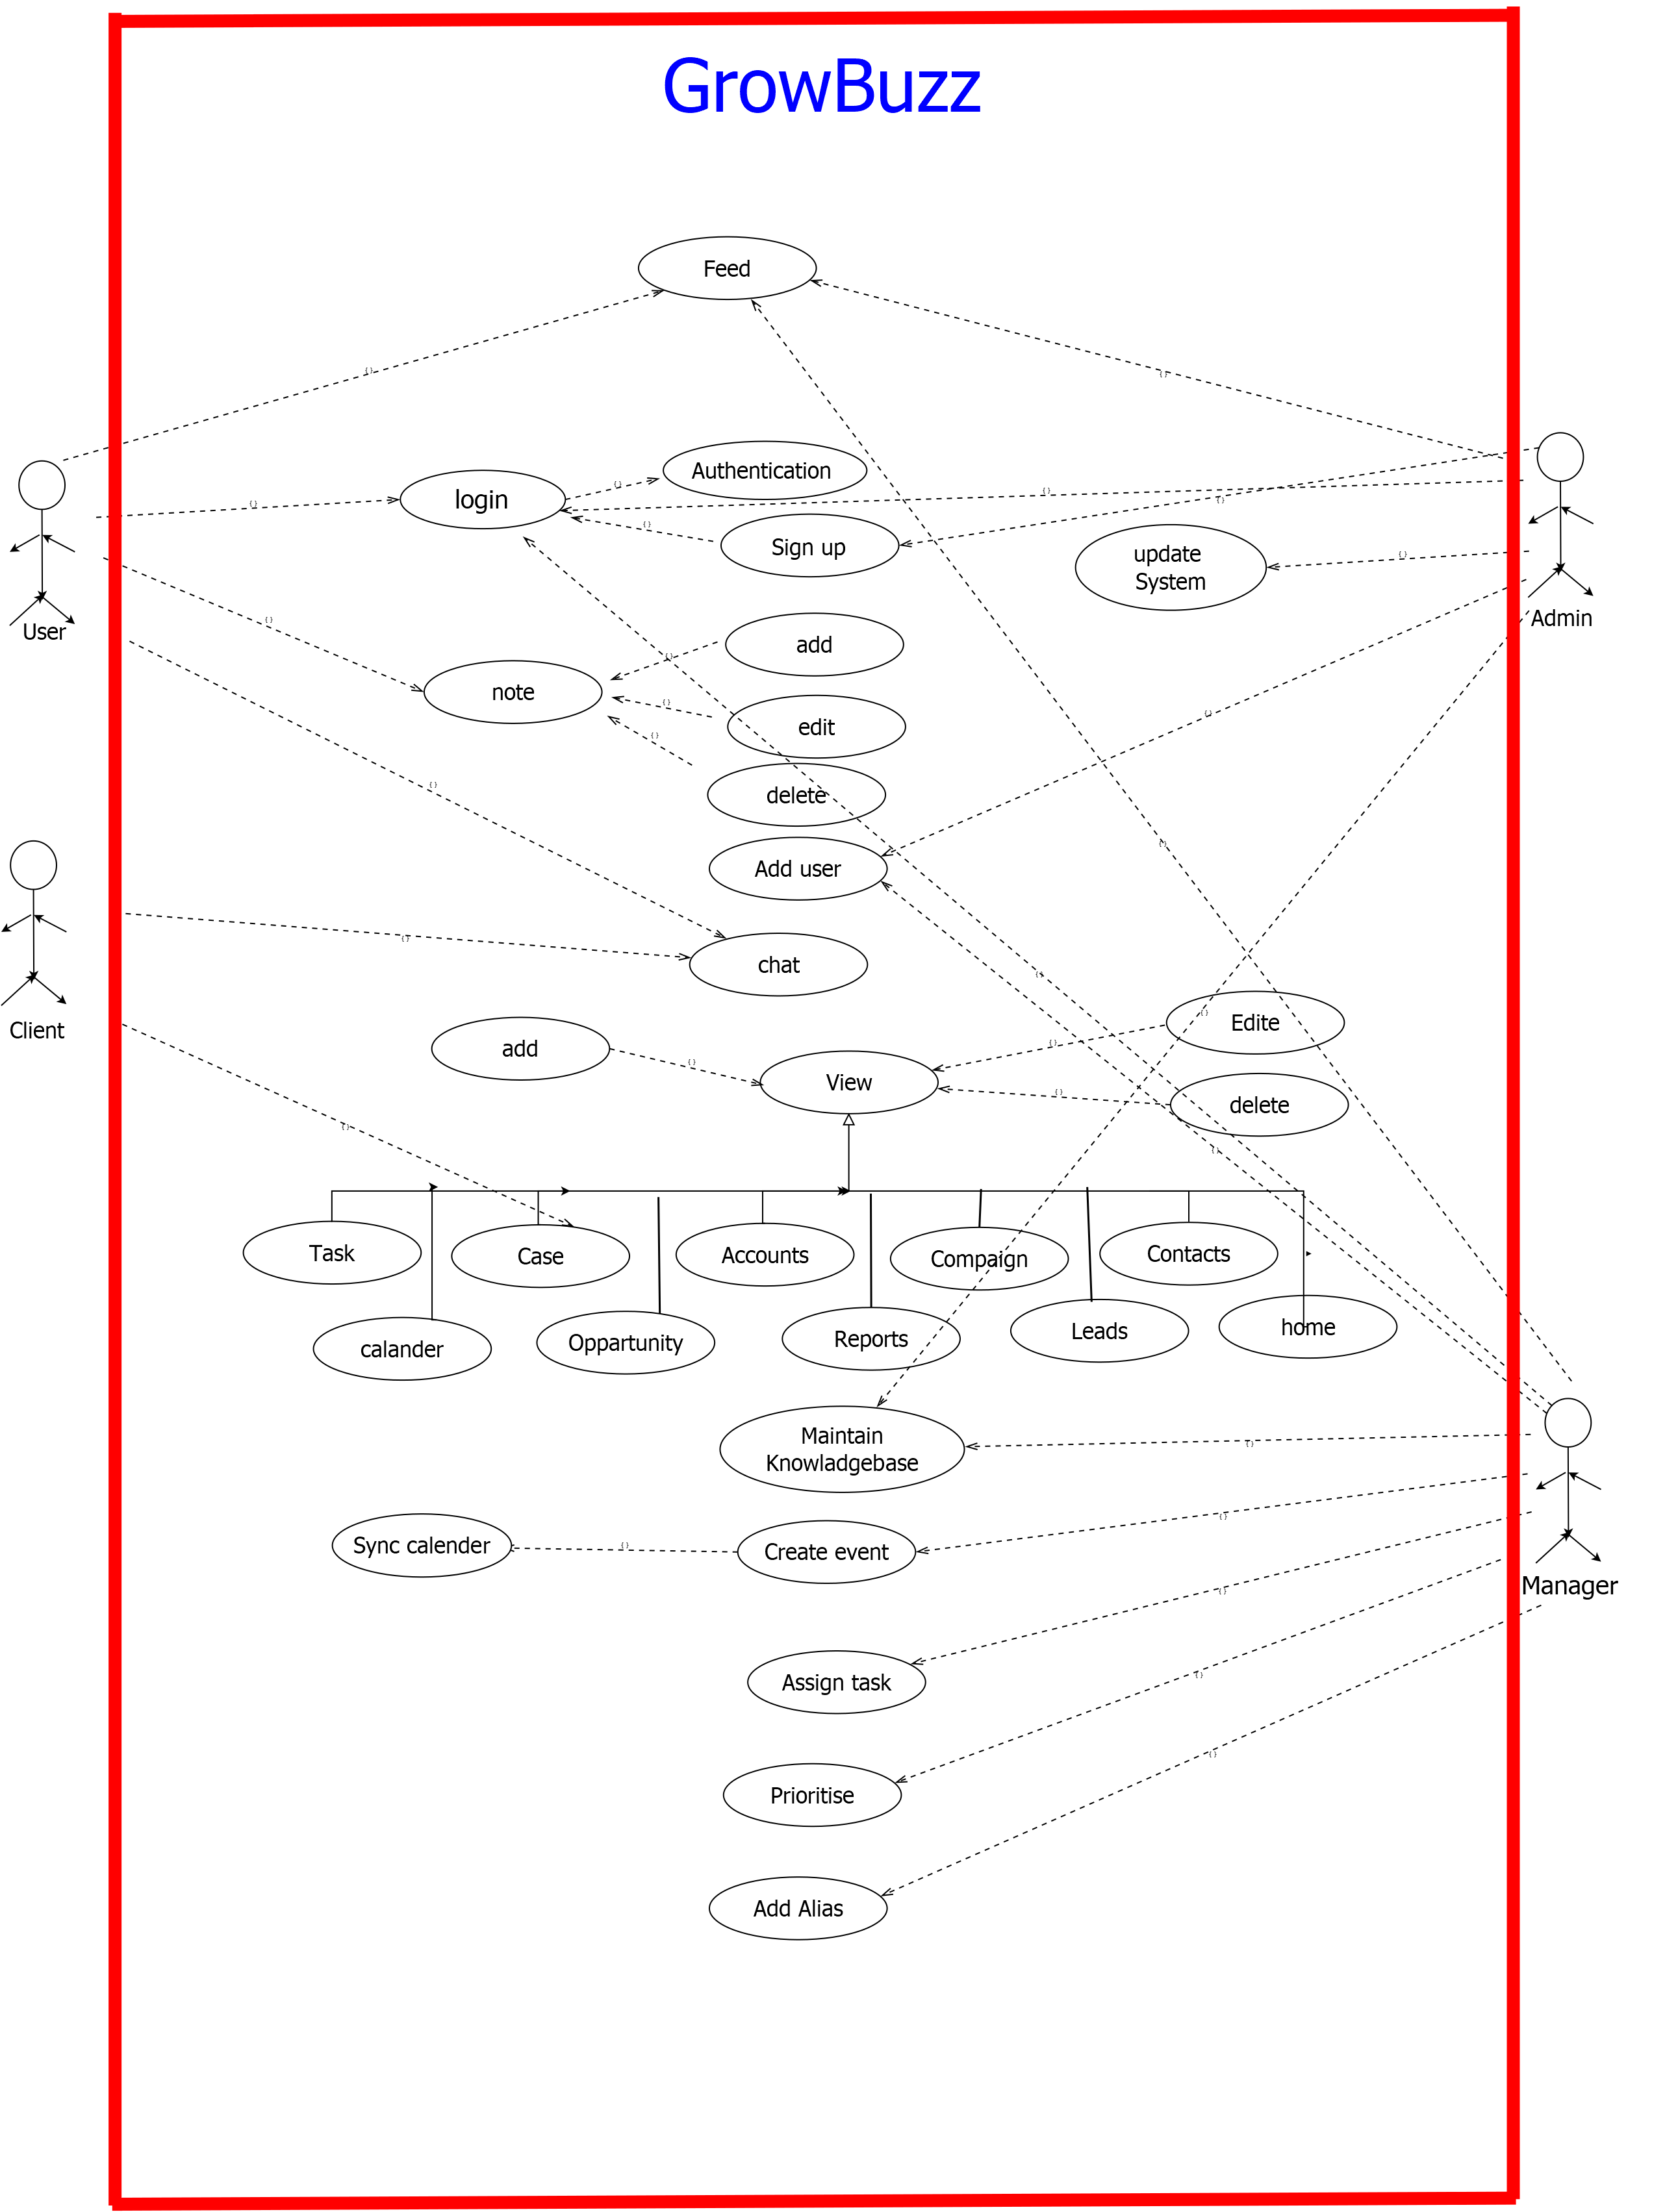 GrowBuzz
Feed
{ }
{ }
Authentication
login
{ }
{ }
{ }
{ }
{ }
Sign up
update
System
{ }
User
Admin
{ }
add
{ }
note
{ }
edit
{ }
{ }
delete
{ }
Add user
{ }
chat
{ }
Client
{ }
Edite
{ }
add
View
{ }
{ }
{ }
delete
{ }
{ }
Task
Case
Accounts
Compaign
Contacts
calander
Oppartunity
Reports
Leads
home
Maintain
Knowladgebase
{ }
Sync calender
{ }
Create event
{ }
Manager
{ }
Assign task
{ }
Prioritise
{ }
Add Alias